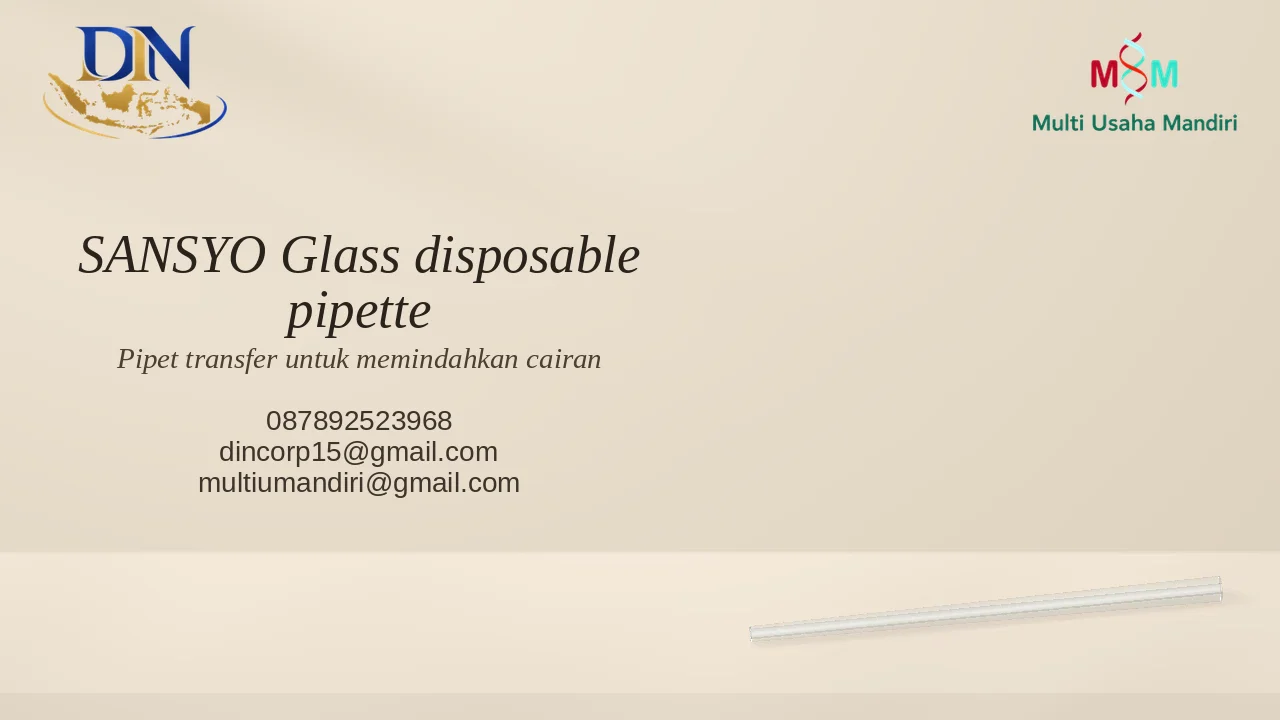 DIN
M M
Multi Usaha Mandiri
SANSYO Glass disposable
pipette
Pipet transfer untuk memindahkan cairan
087892523968
dincorp15@gmail.com
multiumandiri@gmail.com